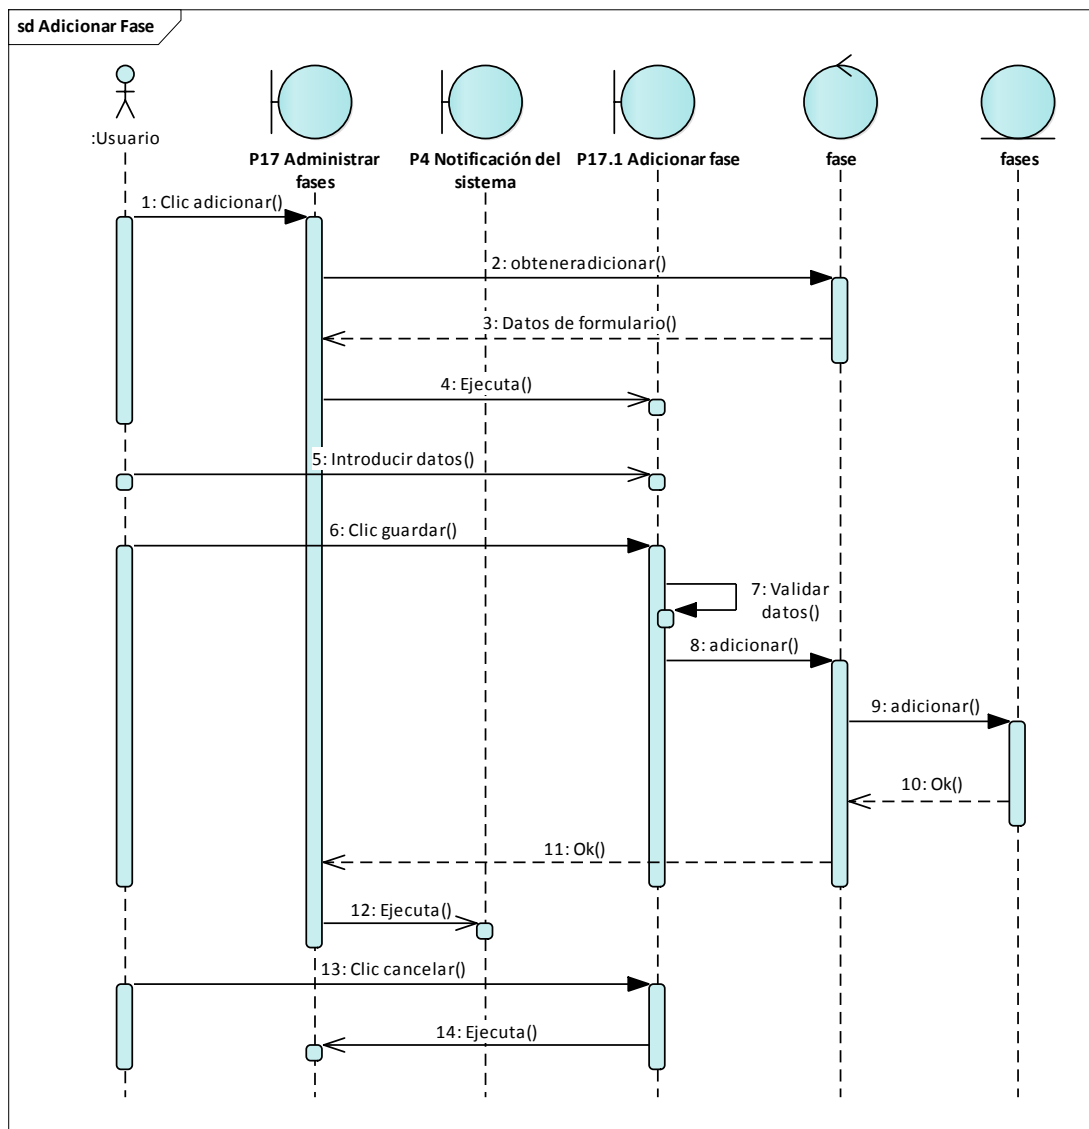 sd Adicionar Fase
:Usuario
P17 Administrar
fases
P4 Notificación del
sistema
P17.1 Adicionar fase
fase
fases
1: Clic adicionar()
2: obteneradicionar()
3: Datos de formulario()
4: Ejecuta()
5: Introducir datos()
6: Clic guardar()
7: Validar
datos()
8: adicionar()
9: adicionar()
10: Ok()
11: Ok()
12: Ejecuta()
13: Clic cancelar()
14: Ejecuta()